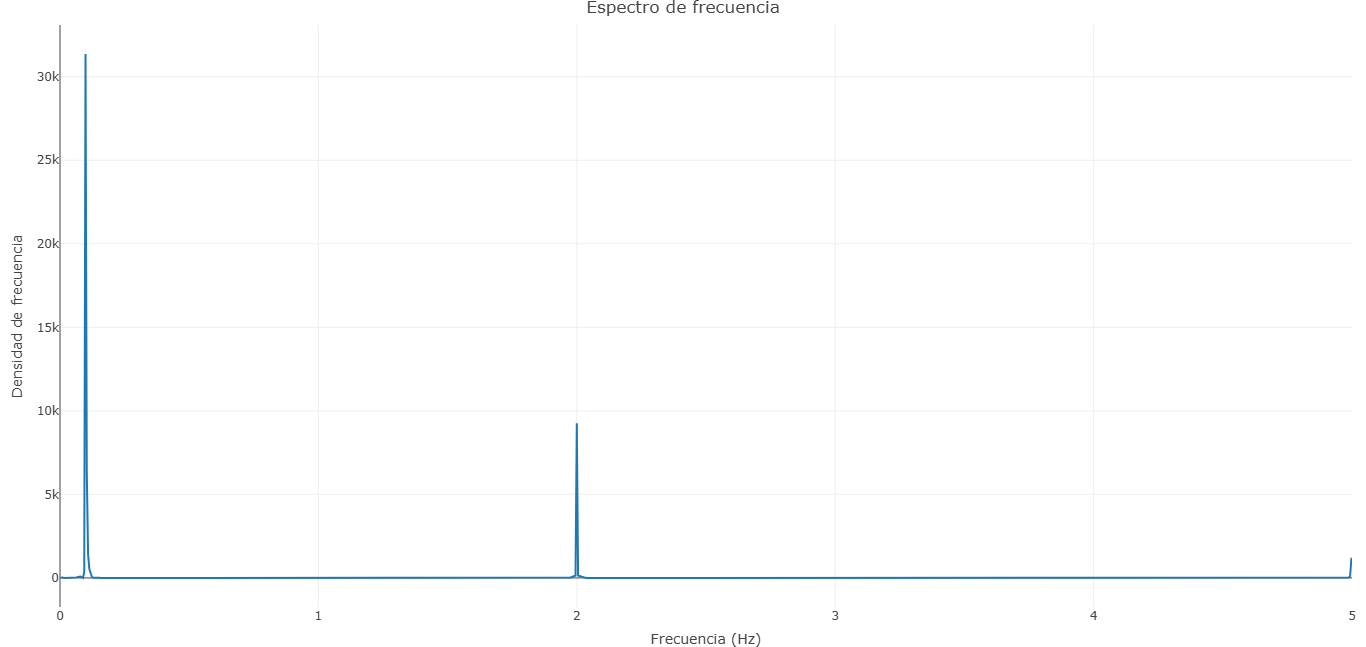 Espectro de frecuencia
Densidad de frecuencia
30k
25k
20k
15k
10k
5k
0
0 1 2 3 4 5
Frecuencia (Hz)